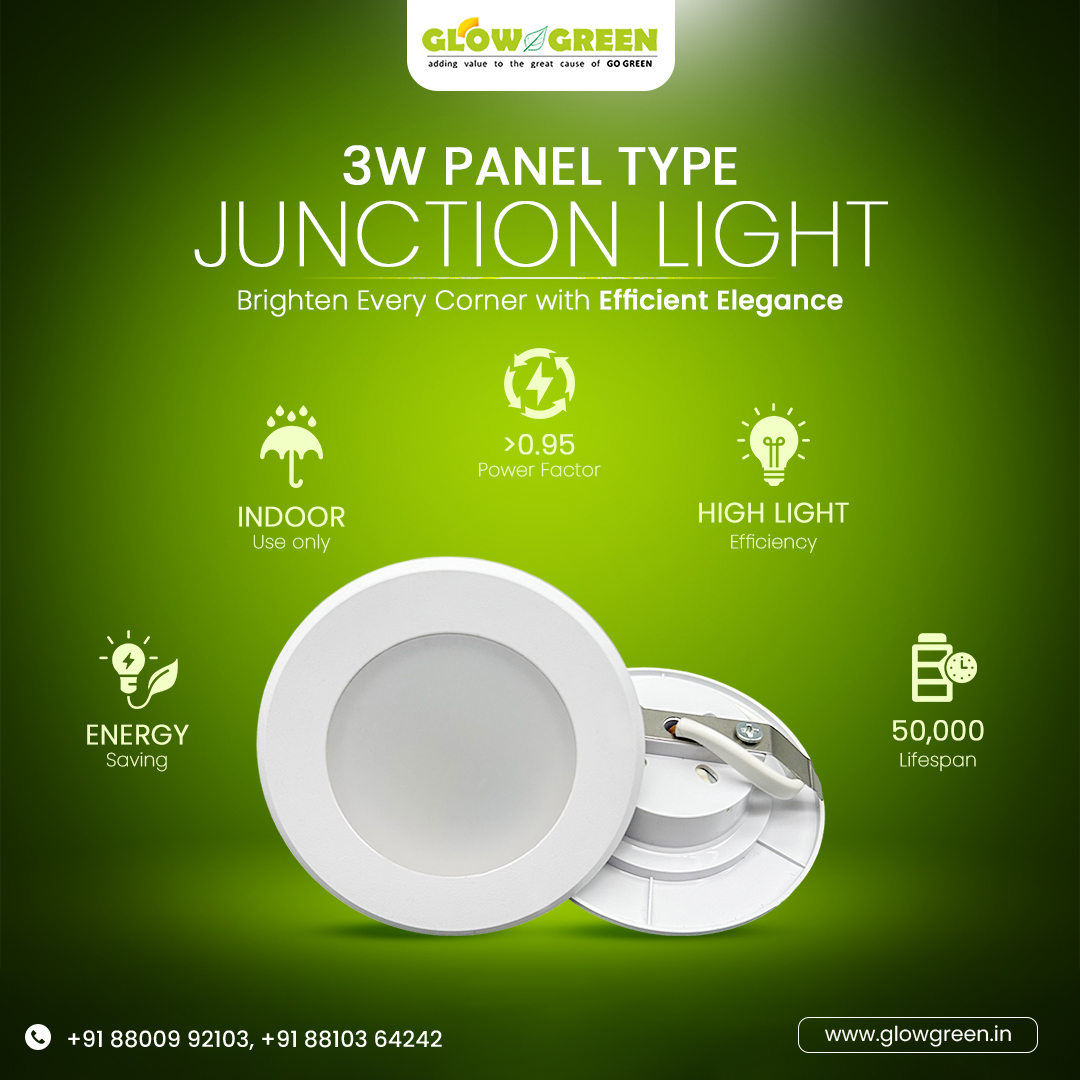 GLOW GREEN
adding value to the great cause of GO GREEN
3W PANEL TYPE
JUNCTION LIGHT
Brighten Every Corner with Efficient Elegance
>0.95
Power Factor
INDOOR
Use only
HIGH LIGHT
Efficiency
ENERGY
Saving
50,000
Lifespan
+91 88009 92103, +91 88103 64242
www.glowgreen.in